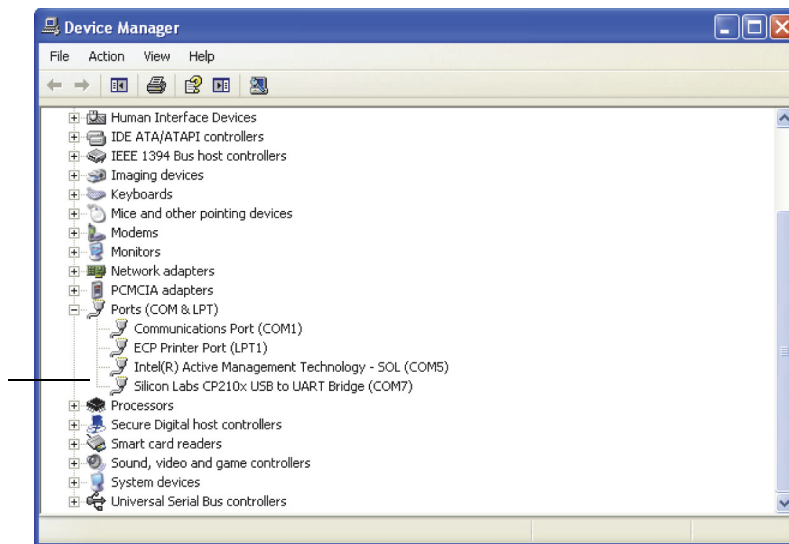 Device Manager
File Action View Help
Human Interface Devices
IDE ATA/ATAPI controllers
IEEE 1394 Bus host controllers
Imaging devices
Keyboards
Mice and other pointing devices
Modems
Monitors
Network adapters
PCMCIA adapters
Ports (COM & LPT)
Communications Port (COM1)
ECP Printer Port (LPT1)
Intel(R) Active Management Technology - SOL (COM5)
Silicon Labs CP210x USB to UART Bridge (COM7)
Processors
Secure Digital host controllers
Smart card readers
Sound, video and game controllers
System devices
Universal Serial Bus controllers